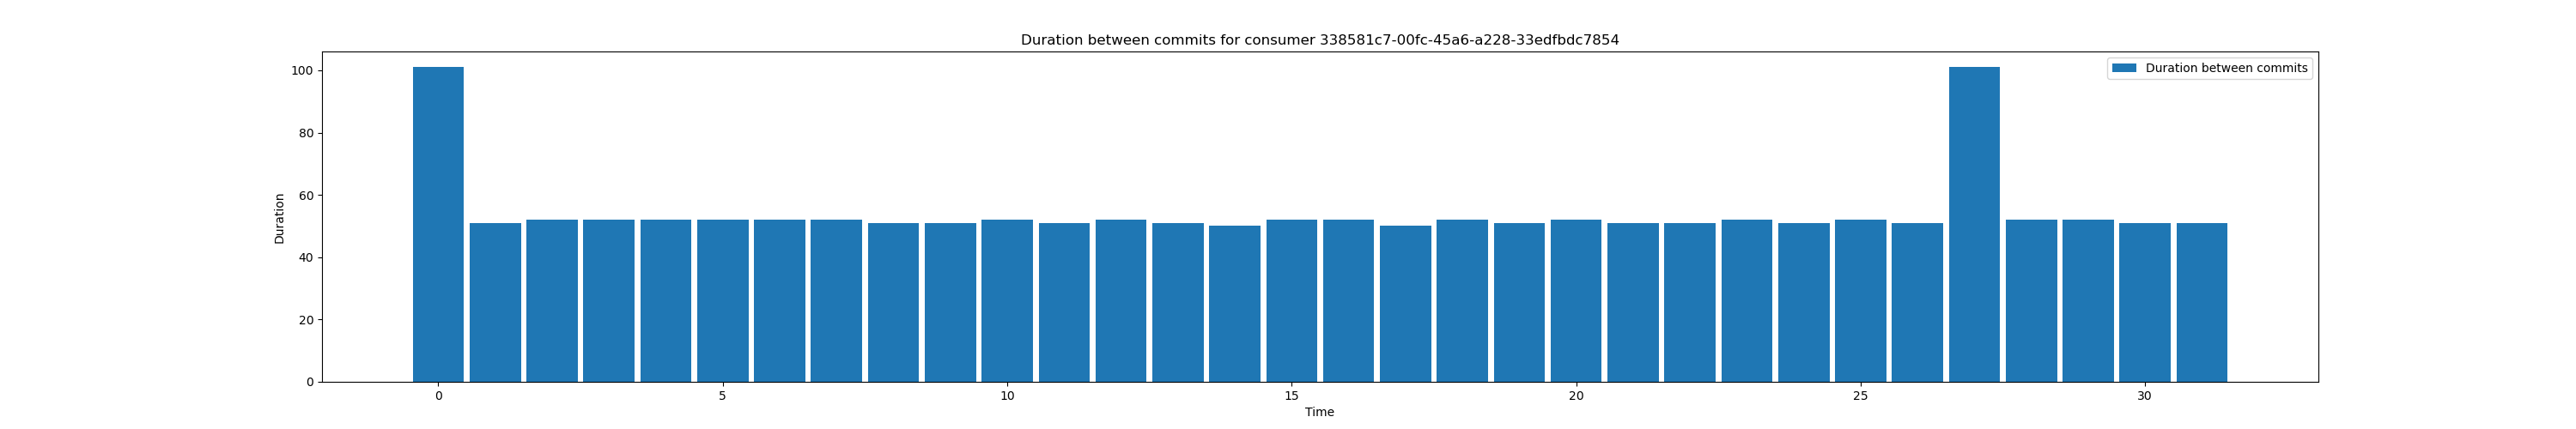 Duration between commits for consumer 338581c7-00fc-45a6-a228-33edfbdc7854
Duration between commits
100
80
60
40
20
0
Duration
0 5 10 15 20 25 30
Time